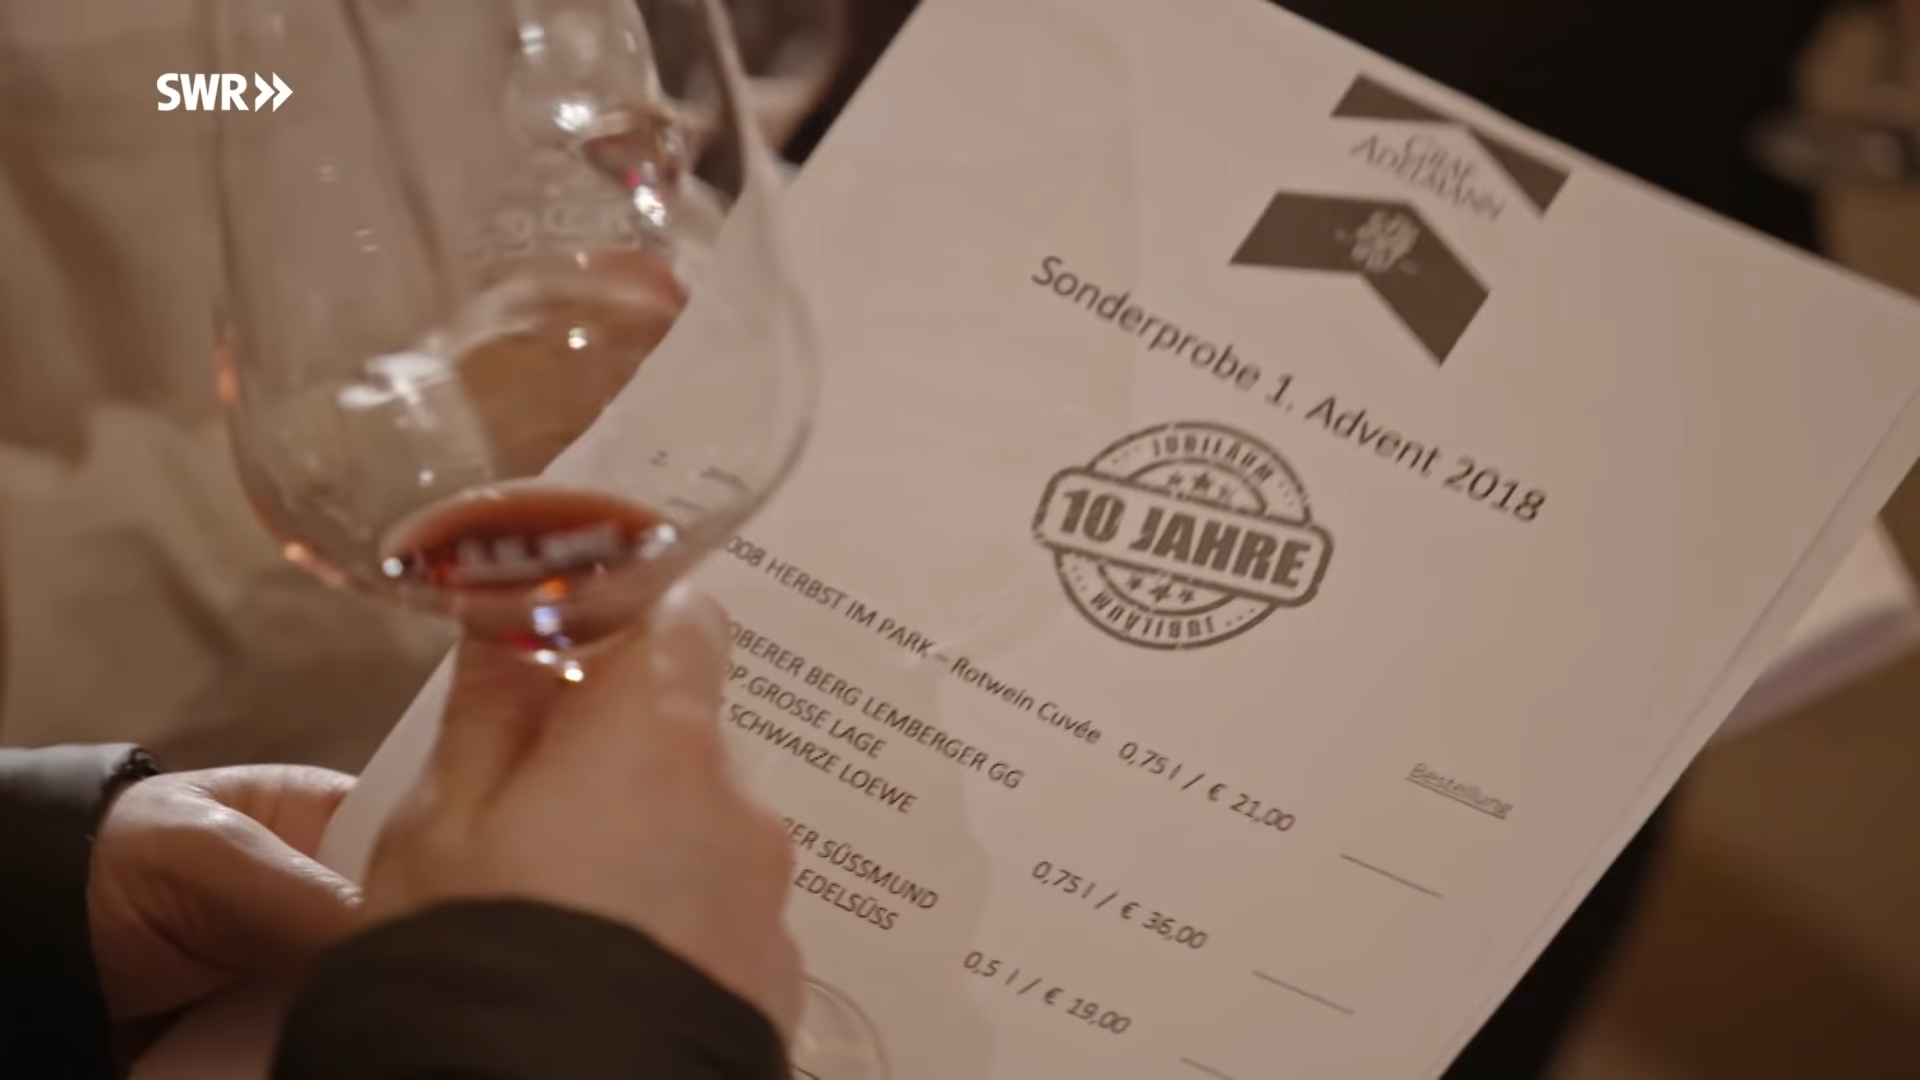 SWR
GRAF
ADELMANN
Sonderprobe 1. Advent 2018
JUBILÄUM
10 JAHRE
JUBILÄUM
Bestellung
008 HERBST IM PARK – Rotwein Cuvée 0,75 l / € 21,00
OBERER BERG LEMBERGER GG 0,75 l / € 36,00
P.GROSSE LAGE
SCHWARZE LOEWE
ER SÜSSMUND 0,5 l / € 19,00
EDELSÜSS